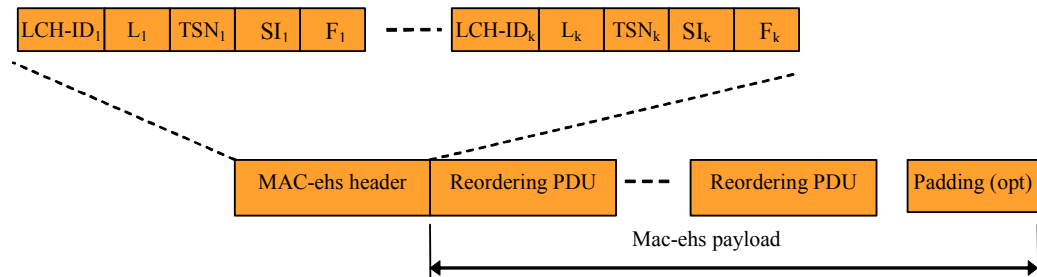 LCH-ID₁ L₁ TSN₁ SI₁ F₁ LCH-IDₖ Lₖ TSNₖ SIₖ Fₖ
MAC-ehs header Reordering PDU Reordering PDU Padding (opt)
Mac-ehs payload